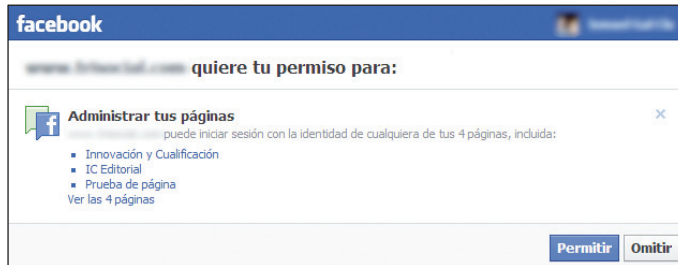 facebook
quiere tu permiso para:
Administrar tus páginas
puede iniciar sesión con la identidad de cualquiera de tus 4 páginas, incluida:
Innovación y Cualificación
IC Editorial
Prueba de página
Ver las 4 páginas
Permitir Omitir